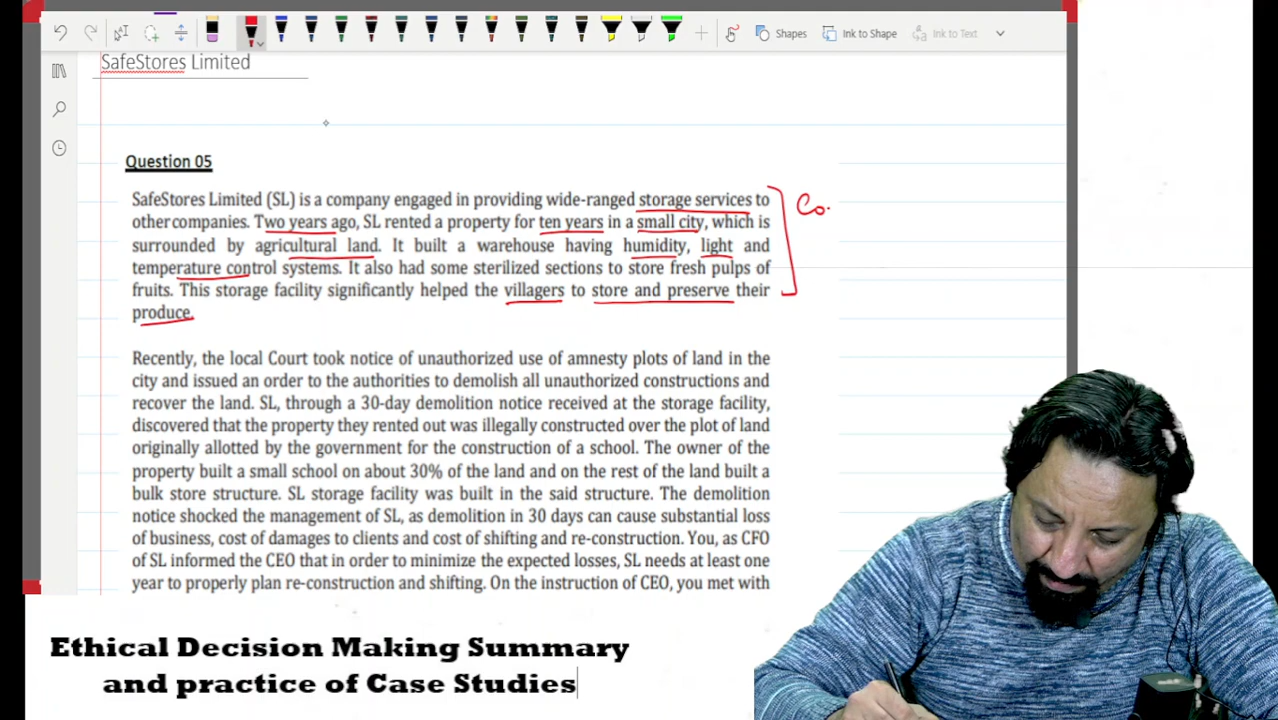 Shapes
Ink to Shape
Ink to Text
SafeStores Limited
Question 05
SafeStores Limited (SL) is a company engaged in providing wide-ranged storage services to
other companies. Two years ago, SL rented a property for ten years in a small city, which is
surrounded by agricultural land. It built a warehouse having humidity, light and
temperature control systems. It also had some sterilized sections to store fresh pulps of
fruits. This storage facility significantly helped the villagers to store and preserve their
produce.
Co.
Recently, the local Court took notice of unauthorized use of amnesty plots of land in the
city and issued an order to the authorities to demolish all unauthorized constructions and
recover the land. SL, through a 30-day demolition notice received at the storage facility,
discovered that the property they rented out was illegally constructed over the plot of land
originally allotted by the government for the construction of a school. The owner of the
property built a small school on about 30% of the land and on the rest of the land built a
bulk store structure. SL storage facility was built in the said structure. The demolition
notice shocked the management of SL, as demolition in 30 days can cause substantial loss
of business, cost of damages to clients and cost of shifting and re-construction. You, as CFO
of SL informed the CEO that in order to minimize the expected losses, SL needs at least one
year to properly plan re-construction and shifting. On the instruction of CEO, you met with
Ethical Decision Making Summary
and practice of Case Studies